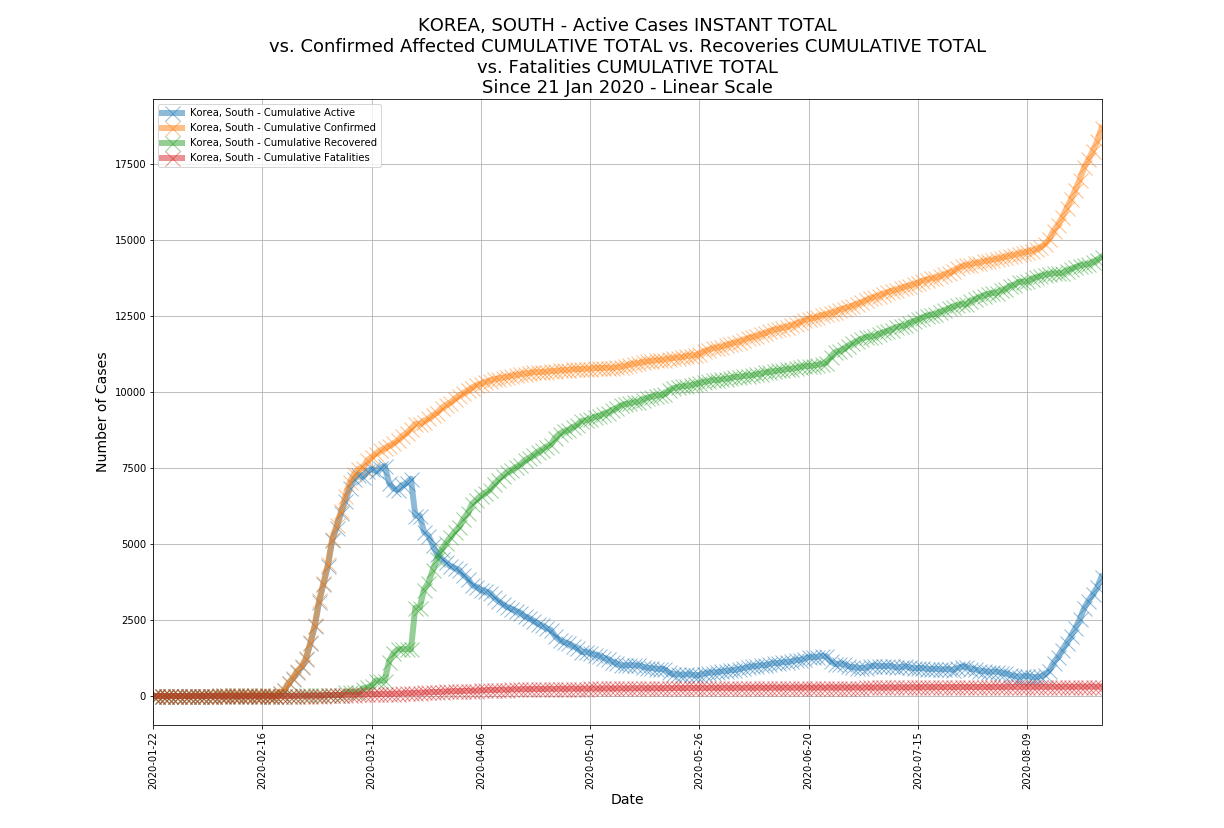 KOREA, SOUTH - Active Cases INSTANT TOTAL
vs. Confirmed Affected CUMULATIVE TOTAL vs. Recoveries CUMULATIVE TOTAL
vs. Fatalities CUMULATIVE TOTAL
Since 21 Jan 2020 - Linear Scale
Korea, South - Cumulative Active
Korea, South - Cumulative Confirmed
Korea, South - Cumulative Recovered
Korea, South - Cumulative Fatalities
Number of Cases
17500
15000
12500
10000
7500
5000
2500
0
2020-01-22
2020-02-16
2020-03-12
2020-04-06
2020-05-01
2020-05-26
2020-06-20
2020-07-15
2020-08-09
Date